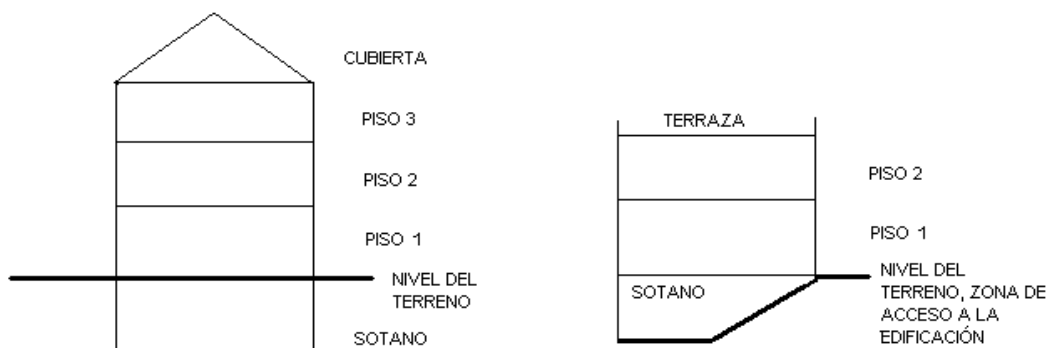 CUBIERTA
PISO 3
PISO 2
PISO 1
NIVEL DEL
TERRENO
SOTANO
TERRAZA
PISO 2
PISO 1
SOTANO
NIVEL DEL
TERRENO, ZONA DE
ACCESO A LA
EDIFICACIÓN